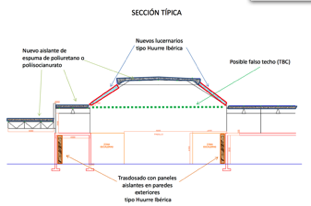 SECCIÓN TÍPICA
Nuevos lucernarios
tipo Huurre Ibérica
Nuevo aislante de
espuma de poliuretano o
poliisocianurato
Posible falso techo (TBC)
Trasdosado con paneles
aislantes en paredes
exteriores
tipo Huurre Ibérica